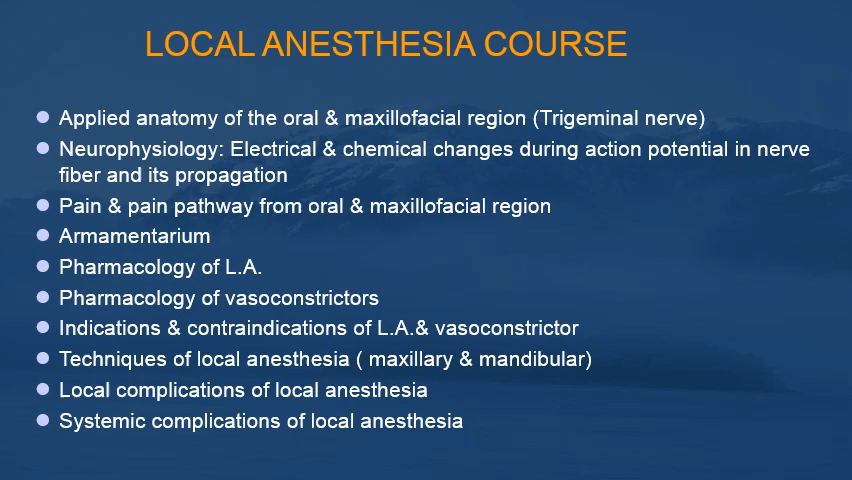 LOCAL ANESTHESIA COURSE
Applied anatomy of the oral & maxillofacial region (Trigeminal nerve)
Neurophysiology: Electrical & chemical changes during action potential in nerve
fiber and its propagation
Pain & pain pathway from oral & maxillofacial region
Armamentarium
Pharmacology of L.A.
Pharmacology of vasoconstrictors
Indications & contraindications of L.A.& vasoconstrictor
Techniques of local anesthesia ( maxillary & mandibular)
Local complications of local anesthesia
Systemic complications of local anesthesia